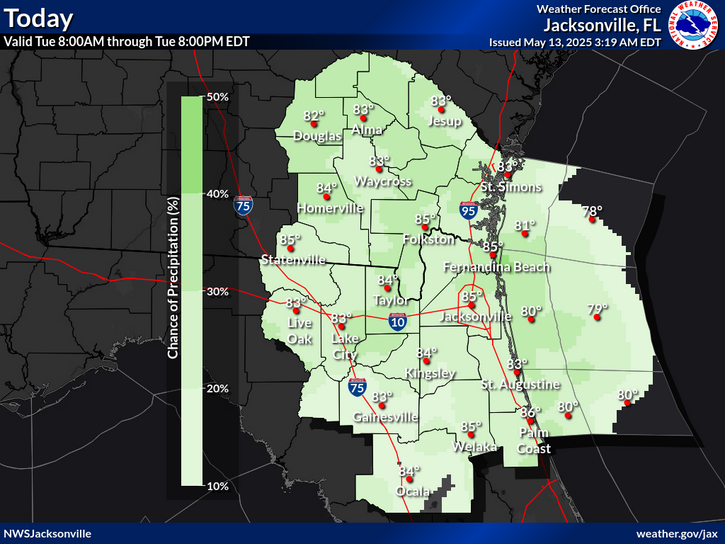 Today
Valid Tue 8:00AM through Tue 8:00PM EDT
Weather Forecast Office
Jacksonville, FL
Issued May 13, 2025 3:19 AM EDT
NATIONAL WEATHER SERVICE
Chance of Precipitation (%)
50%
40%
30%
20%
10%
82°
Douglas
83°
Alma
83°
Jesup
83°
Waycross
83°
St. Simons
84°
Homerville
75
95
85°
Folkston
81°
78°
85°
Statenville
85°
Fernandina Beach
84°
Taylor
83°
Live
Oak
83°
Lake
City
10
85°
Jacksonville
80°
79°
84°
Kingsley
83°
St. Augustine
75
83°
Gainesville
85°
Welaka
86°
Palm
Coast
80°
80°
84°
Ocala
NWSJacksonville
weather.gov/jax